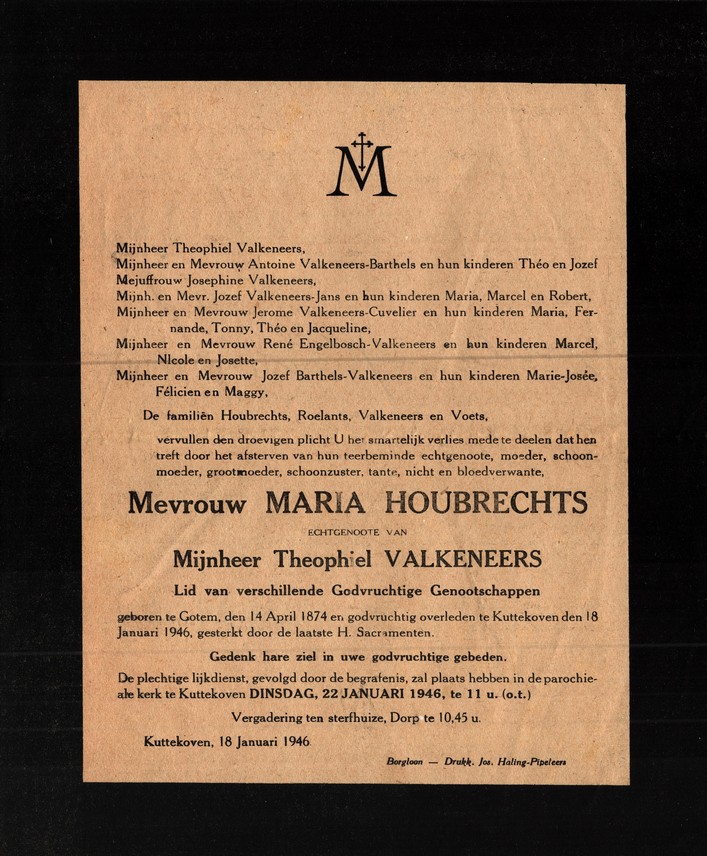 M
Mijnheer Theophiel Valkeneers,
Mijnheer en Mevrouw Antoine Valkeneers-Barthels en hun kinderen Théo en Jozef
Mejuffrouw Josephine Valkeneers,
Mijnh. en Mevr. Jozef Valkeneers-Jans en hun kinderen Maria, Marcel en Robert,
Mijnheer en Mevrouw Jerome Valkeneers-Cuvelier en hun kinderen Maria, Fer-
nande, Tonny, Théo en Jacqueline,
Mijnheer en Mevrouw René Engelbosch-Valkeneers en hun kinderen Marcel,
NIcole en Josette,
Mijnheer en Mevrouw Jozef Barthels-Valkeneers en hun kinderen Marie-Josée,
Félicien en Maggy,
De familiën Houbrechts, Roelants, Valkeneers en Voets,
vervullen den droevigen plicht U het smartelijk verlies mede te deelen dat hen
treft door het afsterven van hun teerbeminde echtgenoote, moeder, schoon-
moeder, grootmoeder, schoonzuster, tante, nicht en bloedverwante,
Mevrouw MARIA HOUBRECHTS
ECHTGENOOTE VAN
Mijnheer Theophiel VALKENEERS
Lid van verschillende Godvruchtige Genootschappen
geboren te Gotem, den 14 April 1874 en godvruchtig overleden te Kuttekoven den 18
Januari 1946, gesterkt door de laatste H. Sacramenten.
Gedenk hare ziel in uwe godvruchtige gebeden.
De plechtige lijkdienst, gevolgd door de begrafenis, zal plaats hebben in de parochie-
ale kerk te Kuttekoven DINSDAG, 22 JANUARI 1946, te 11 u. (o.t.)
Vergadering ten sterfhuize, Dorp te 10,45 u.
Kuttekoven, 18 Januari 1946
Borgloon — Drukk. Jos. Haling-Pipeleers